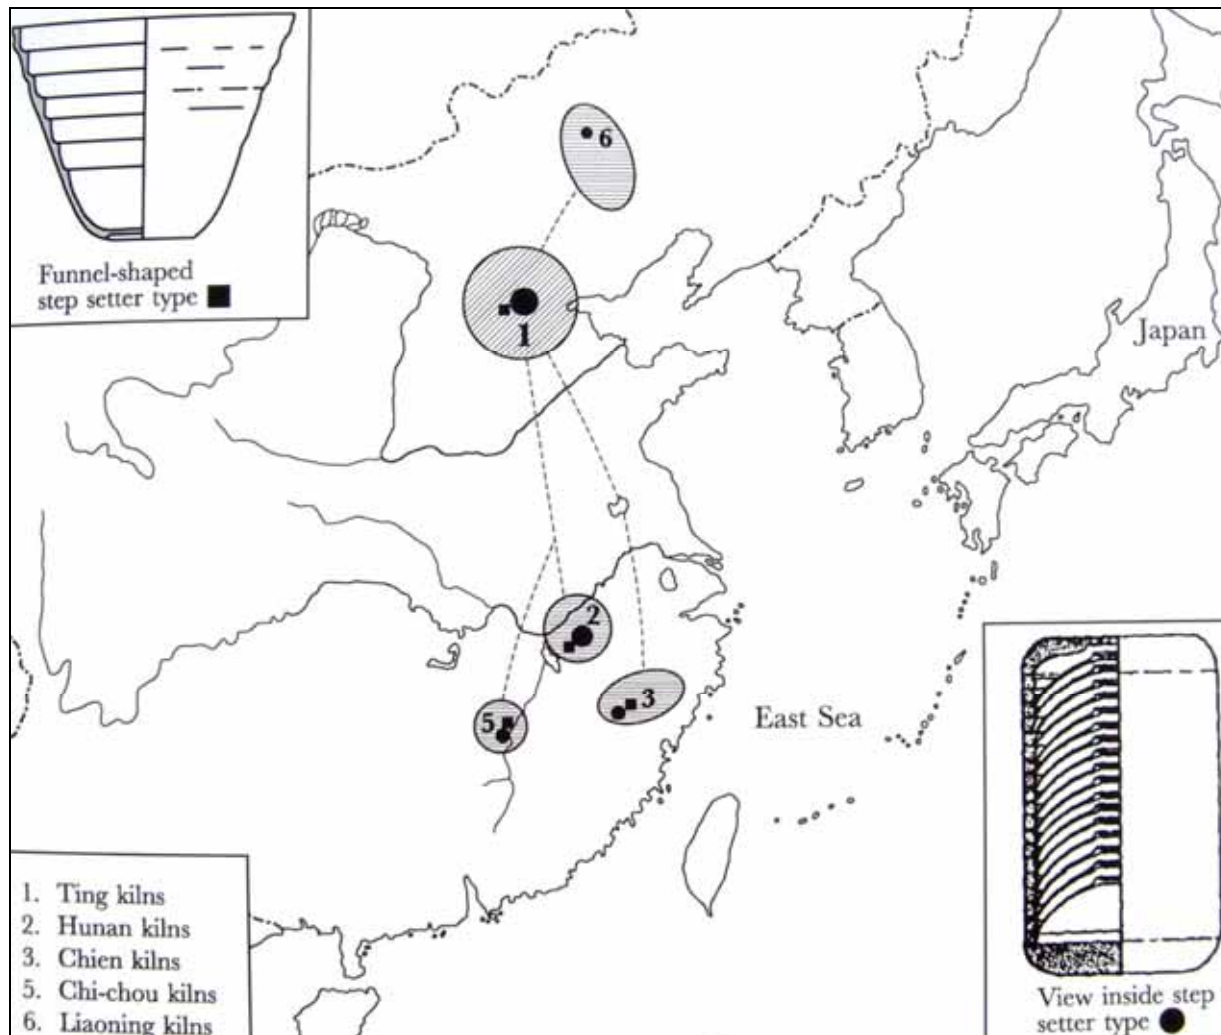 Funnel-shaped
step setter type
6
1
Japan
2
3
5
East Sea
1. Ting kilns
2. Hunan kilns
3. Chien kilns
5. Chi-chou kilns
6. Liaoning kilns
View inside step
setter type